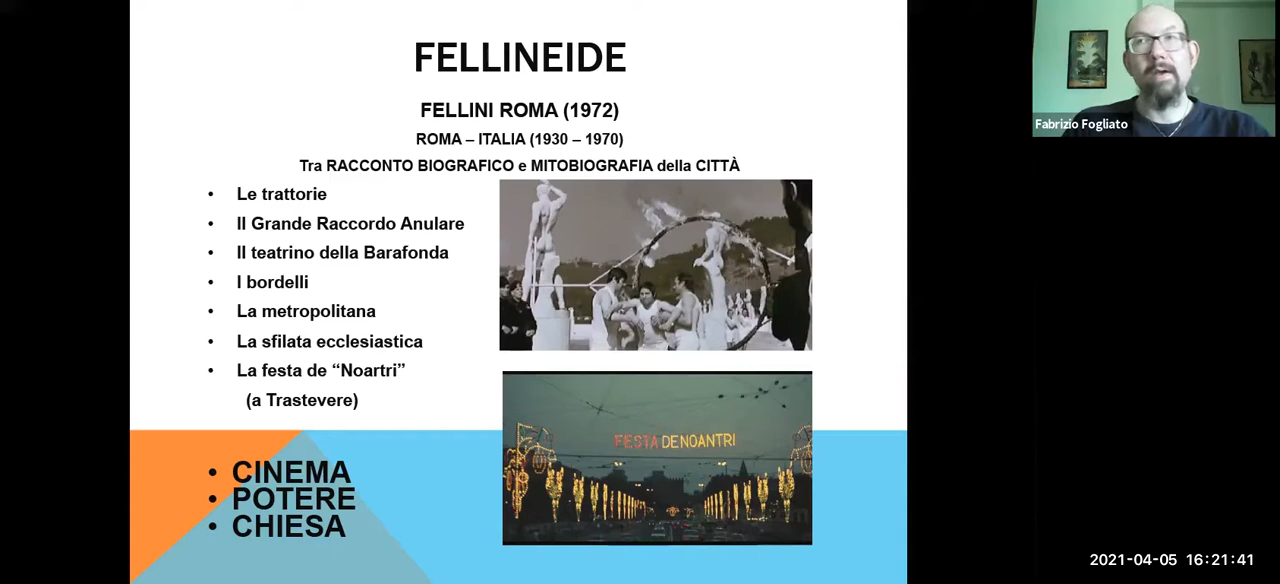 FELLINEIDE
FELLINI ROMA (1972)
ROMA – ITALIA (1930 – 1970)
Tra RACCONTO BIOGRAFICO e MITOBIOGRAFIA della CITTÀ
• Le trattorie
• Il Grande Raccordo Anulare
• Il teatrino della Barafonda
• I bordelli
• La metropolitana
• La sfilata ecclesiastica
• La festa de “Noartri”
(a Trastevere)
FESTA DE NOANTRI
• CINEMA
• POTERE
• CHIESA
Fabrizio Fogliato
2021-04-05 16:21:41